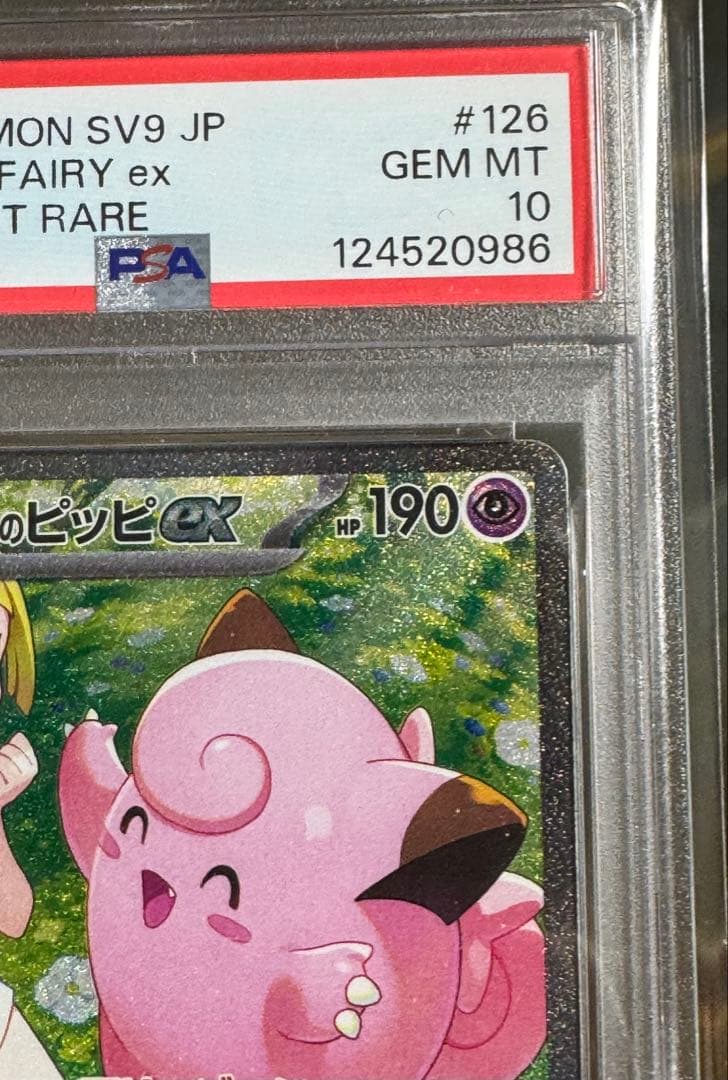 MON SV9 JP #126
FAIRY ex GEM MT
T RARE 10
PSA 124520986
のピッピex HP 190